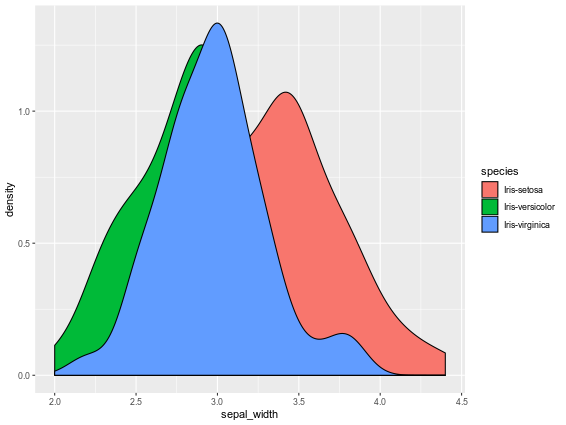 density
1.0
0.5
0.0
2.0 2.5 3.0 3.5 4.0 4.5
sepal_width
species
Iris-setosa
Iris-versicolor
Iris-virginica